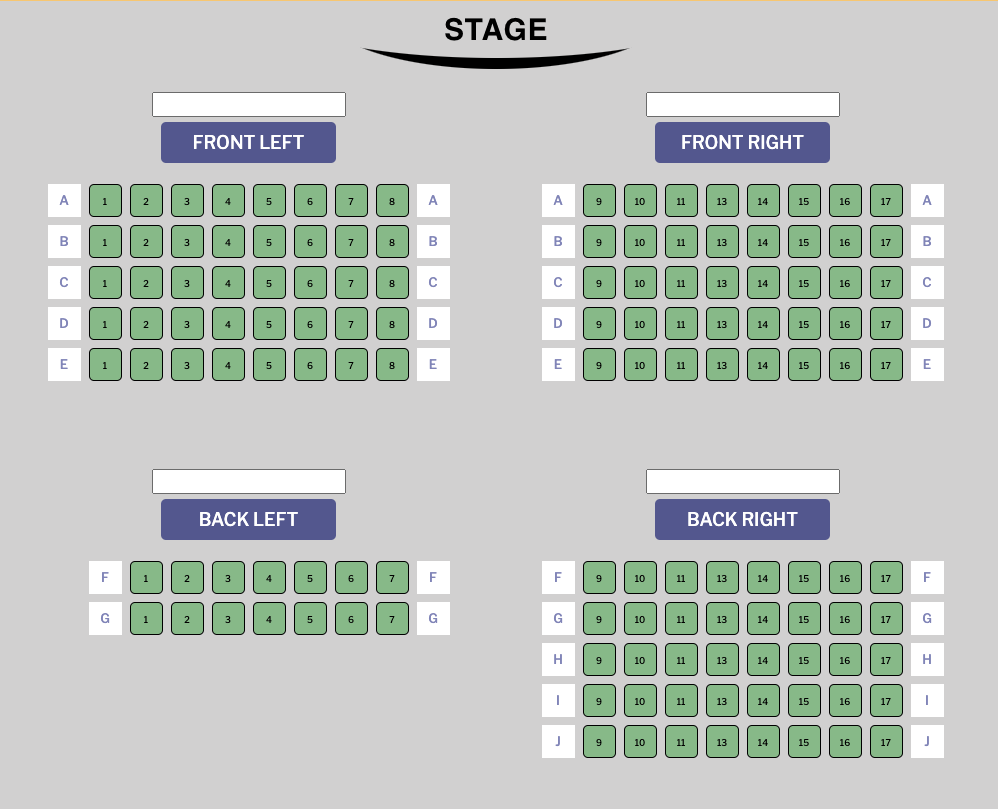 STAGE
FRONT LEFT FRONT RIGHT
A 1 2 3 4 5 6 7 8 A A 9 10 11 13 14 15 16 17 A
B 1 2 3 4 5 6 7 8 B B 9 10 11 13 14 15 16 17 B
C 1 2 3 4 5 6 7 8 C C 9 10 11 13 14 15 16 17 C
D 1 2 3 4 5 6 7 8 D D 9 10 11 13 14 15 16 17 D
E 1 2 3 4 5 6 7 8 E E 9 10 11 13 14 15 16 17 E
BACK LEFT BACK RIGHT
F 1 2 3 4 5 6 7 F F 9 10 11 13 14 15 16 17 F
G 1 2 3 4 5 6 7 G G 9 10 11 13 14 15 16 17 G
H 9 10 11 13 14 15 16 17 H
I 9 10 11 13 14 15 16 17 I
J 9 10 11 13 14 15 16 17 J